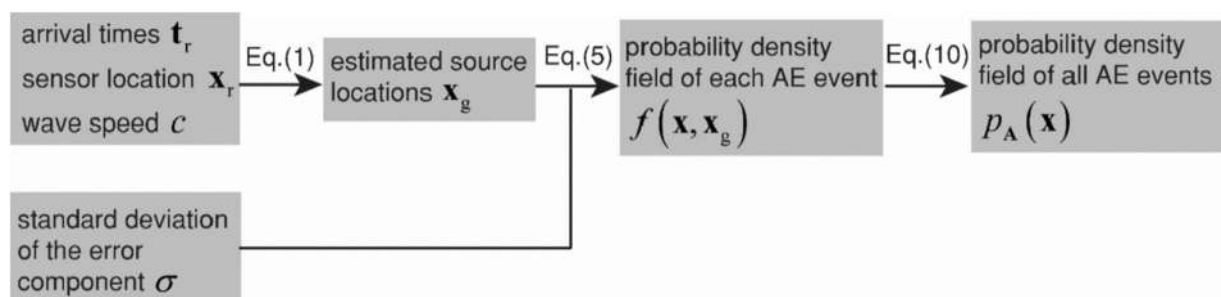 arrival times t_r
sensor location x_r
wave speed c
Eq.(1)
estimated source
locations x_g
Eq.(5)
probability density
field of each AE event
f(x, x_g)
Eq.(10)
probability density
field of all AE events
p_A(x)
standard deviation
of the error
component σ